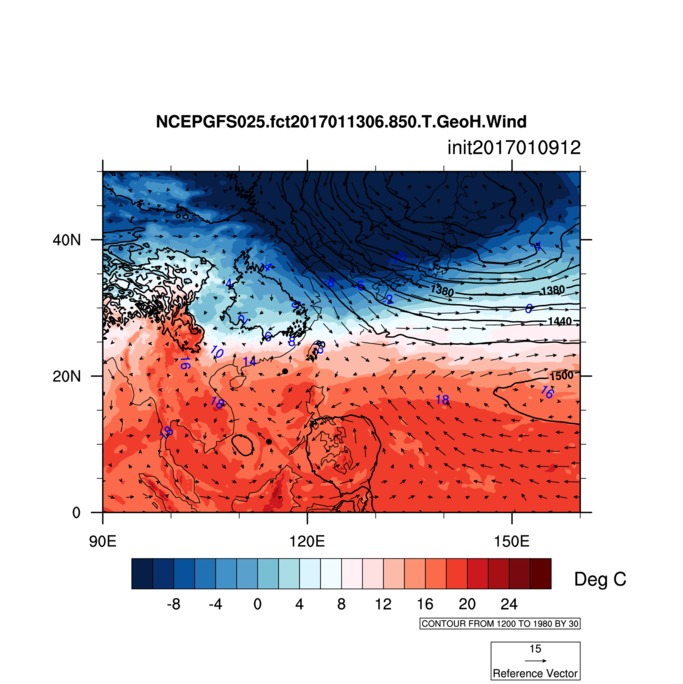 NCEPGFS025.fct2017011306.850.T.GeoH.Wind
init2017010912
40N
20N
0
1380
1380
1440
1500
16
18
14
10
16
90E
120E
150E
-8
-4
0
4
8
12
16
20
24
Deg C
CONTOUR FROM 1200 TO 1980 BY 30
15
Reference Vector